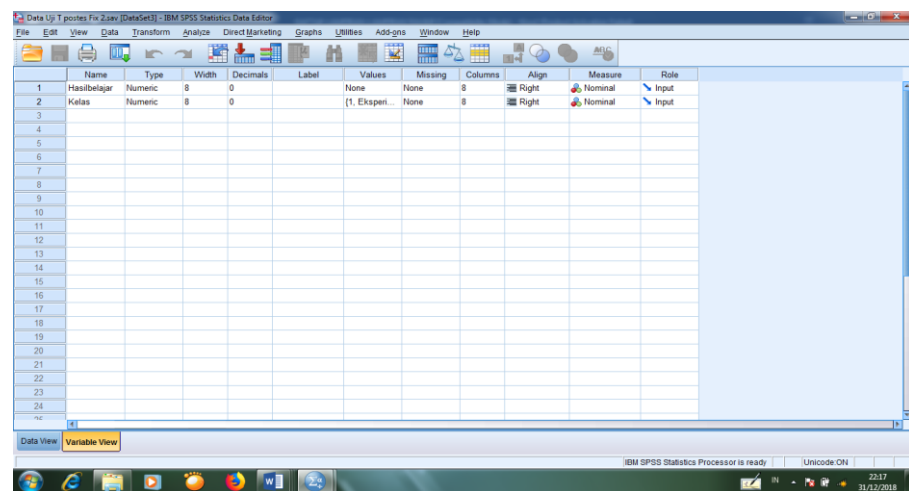 Data Uji T postes Fix 2.sav [DataSet3] - IBM SPSS Statistics Data Editor
File Edit View Data Transform Analyze Direct Marketing Graphs Utilities Add-ons Window Help
Name Type Width Decimals Label Values Missing Columns Align Measure Role
1 Hasilbelajar Numeric 8 0 None None 8 Right Nominal Input
2 Kelas Numeric 8 0 {1, Eksperi... None 8 Right Nominal Input
3
4
5
6
7
8
9
10
11
12
13
14
15
16
17
18
19
20
21
22
23
24
Data View Variable View
IBM SPSS Statistics Processor is ready Unicode:ON
IN 22:17
31/12/2018